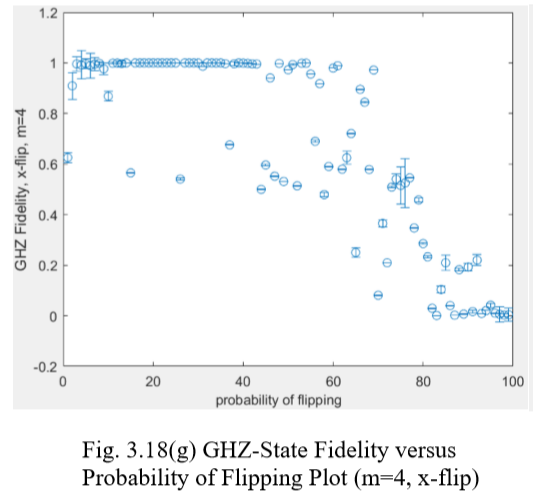 1.2
1
0.8
0.6
0.4
0.2
0
-0.2
GHZ Fidelity, x-flip, m=4
0 20 40 60 80 100
probability of flipping
Fig. 3.18(g) GHZ-State Fidelity versus
Probability of Flipping Plot (m=4, x-flip)